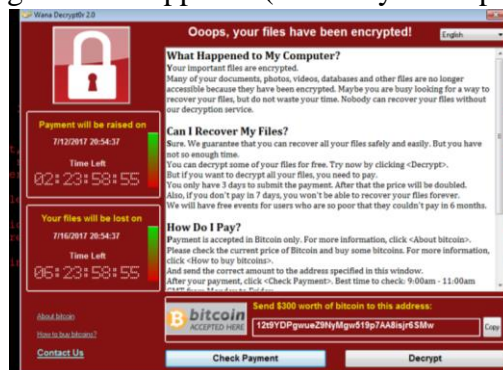 Wana Decrypt0r 2.0
Ooops, your files have been encrypted!
English
What Happened to My Computer?
Your important files are encrypted.
Many of your documents, photos, videos, databases and other files are no longer
accessible because they have been encrypted. Maybe you are busy looking for a way to
recover your files, but do not waste your time. Nobody can recover your files without
our decryption service.
Can I Recover My Files?
Sure. We guarantee that you can recover all your files safely and easily. But you have
not so enough time.
You can decrypt some of your files for free. Try now by clicking <Decrypt>.
But if you want to decrypt all your files, you need to pay.
You only have 3 days to submit the payment. After that the price will be doubled.
Also, if you don't pay in 7 days, you won't be able to recover your files forever.
We will have free events for users who are so poor that they couldn't pay in 6 months.
How Do I Pay?
Payment is accepted in Bitcoin only. For more information, click <About bitcoin>.
Please check the current price of Bitcoin and buy some bitcoins. For more information,
click <How to buy bitcoins>.
And send the correct amount to the address specified in this window.
After your payment, click <Check Payment>. Best time to check: 9:00am - 11:00am
GMT from Monday to Friday.
Payment will be raised on
7/12/2017 20:54:37
Time Left
02:23:58:55
Your files will be lost on
7/16/2017 20:54:37
Time Left
06:23:58:55
About bitcoin
How to buy bitcoins?
Contact Us
bitcoin
ACCEPTED HERE
Send $300 worth of bitcoin to this address:
12t9YDPgwueZ9NyMgw519p7AA8isjr6SMw
Copy
Check Payment
Decrypt